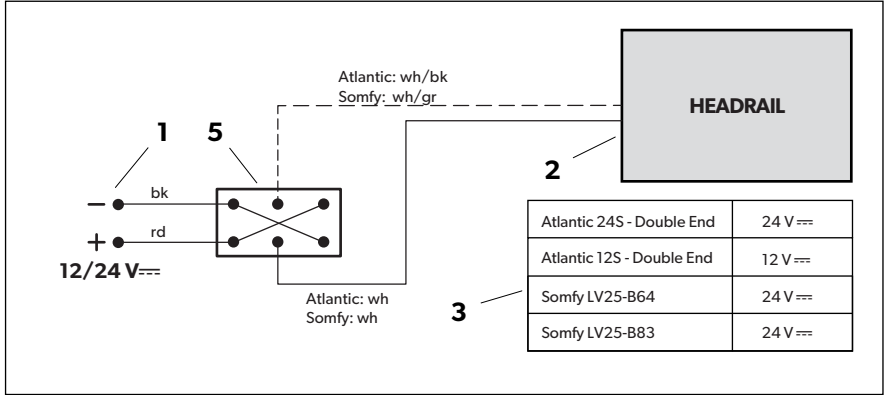 Atlantic: wh/bk
Somfy: wh/gr
HEADRAIL
1
5
2
− bk
+ rd
12/24 V⎓
Atlantic: wh
Somfy: wh
3
Atlantic 24S - Double End 24 V⎓
Atlantic 12S - Double End 12 V⎓
Somfy LV25-B64 24 V⎓
Somfy LV25-B83 24 V⎓